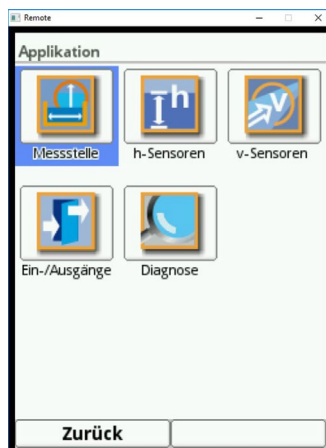 Remote
Applikation
h
v
Messstelle h-Sensoren v-Sensoren
Ein-/Ausgänge Diagnose
Zurück